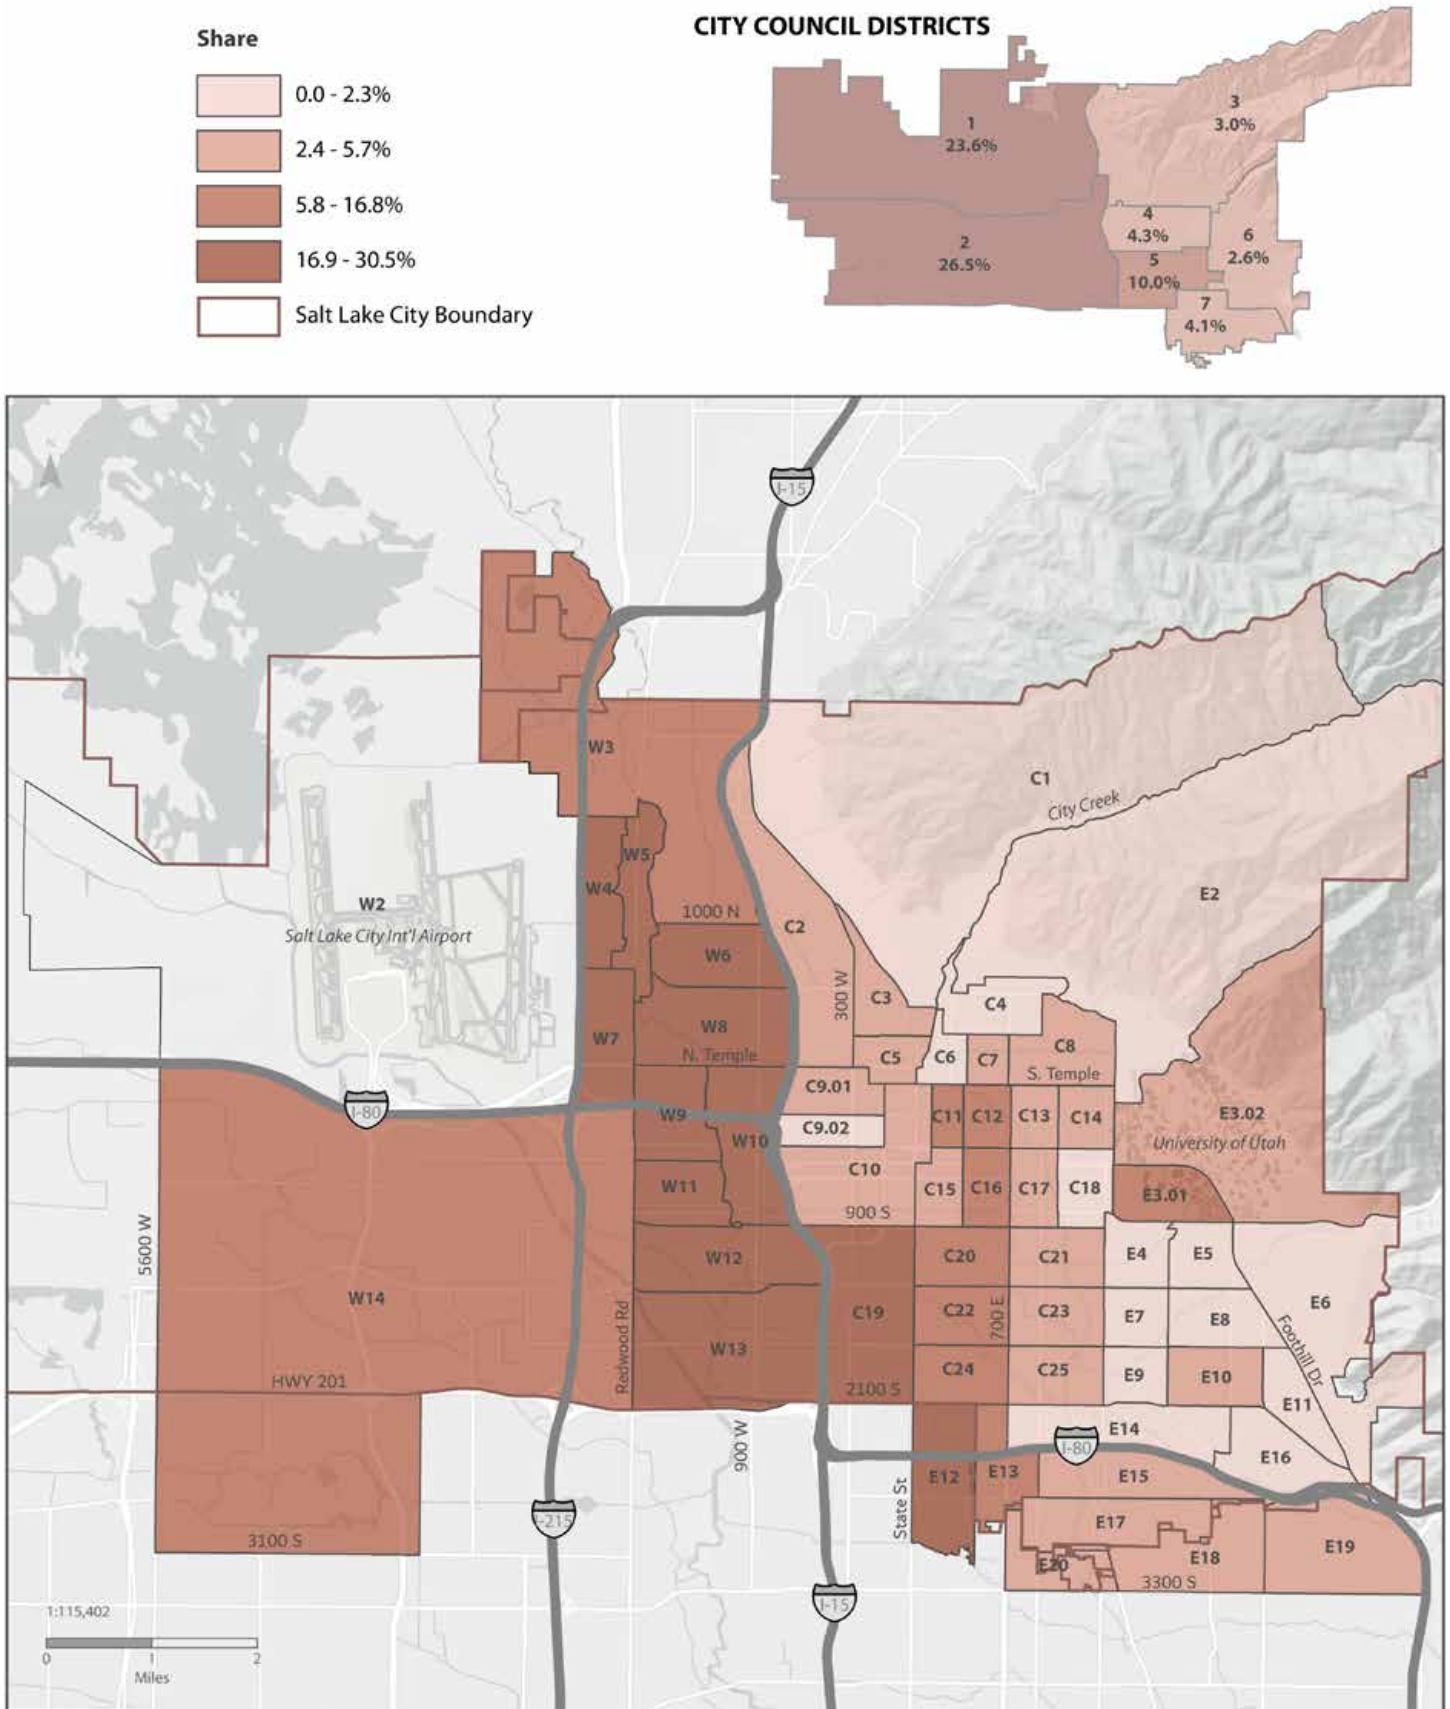 CITY COUNCIL DISTRICTS
Share
0.0 - 2.3%
2.4 - 5.7%
5.8 - 16.8%
16.9 - 30.5%
Salt Lake City Boundary
1
23.6%
3
3.0%
2
26.5%
4
4.3%
5
10.0%
6
2.6%
7
4.1%
I-15
W3
C1
City Creek
W5
W4
W2
Salt Lake City Int'l Airport
1000 N
C2
E2
W6
300 W
C3
C4
W7
W8
N. Temple
C5
C6
C7
C8
S. Temple
C9.01
I-80
W9
C9.02
W10
C11
C12
C13
C14
E3.02
University of Utah
C10
W11
C15
C16
C17
C18
E3.01
900 S
5600 W
W12
C20
C21
E4
E5
W14
C19
C22
700 E
C23
E7
E8
E6
Redwood Rd
W13
Foothill Dr
HWY 201
2100 S
C24
C25
E9
E10
E11
900 W
E14
I-80
E16
State St
E12
E13
E15
I-215
E17
3100 S
E20
E18
E19
3300 S
I-15
1:115,402
0 1 2
Miles